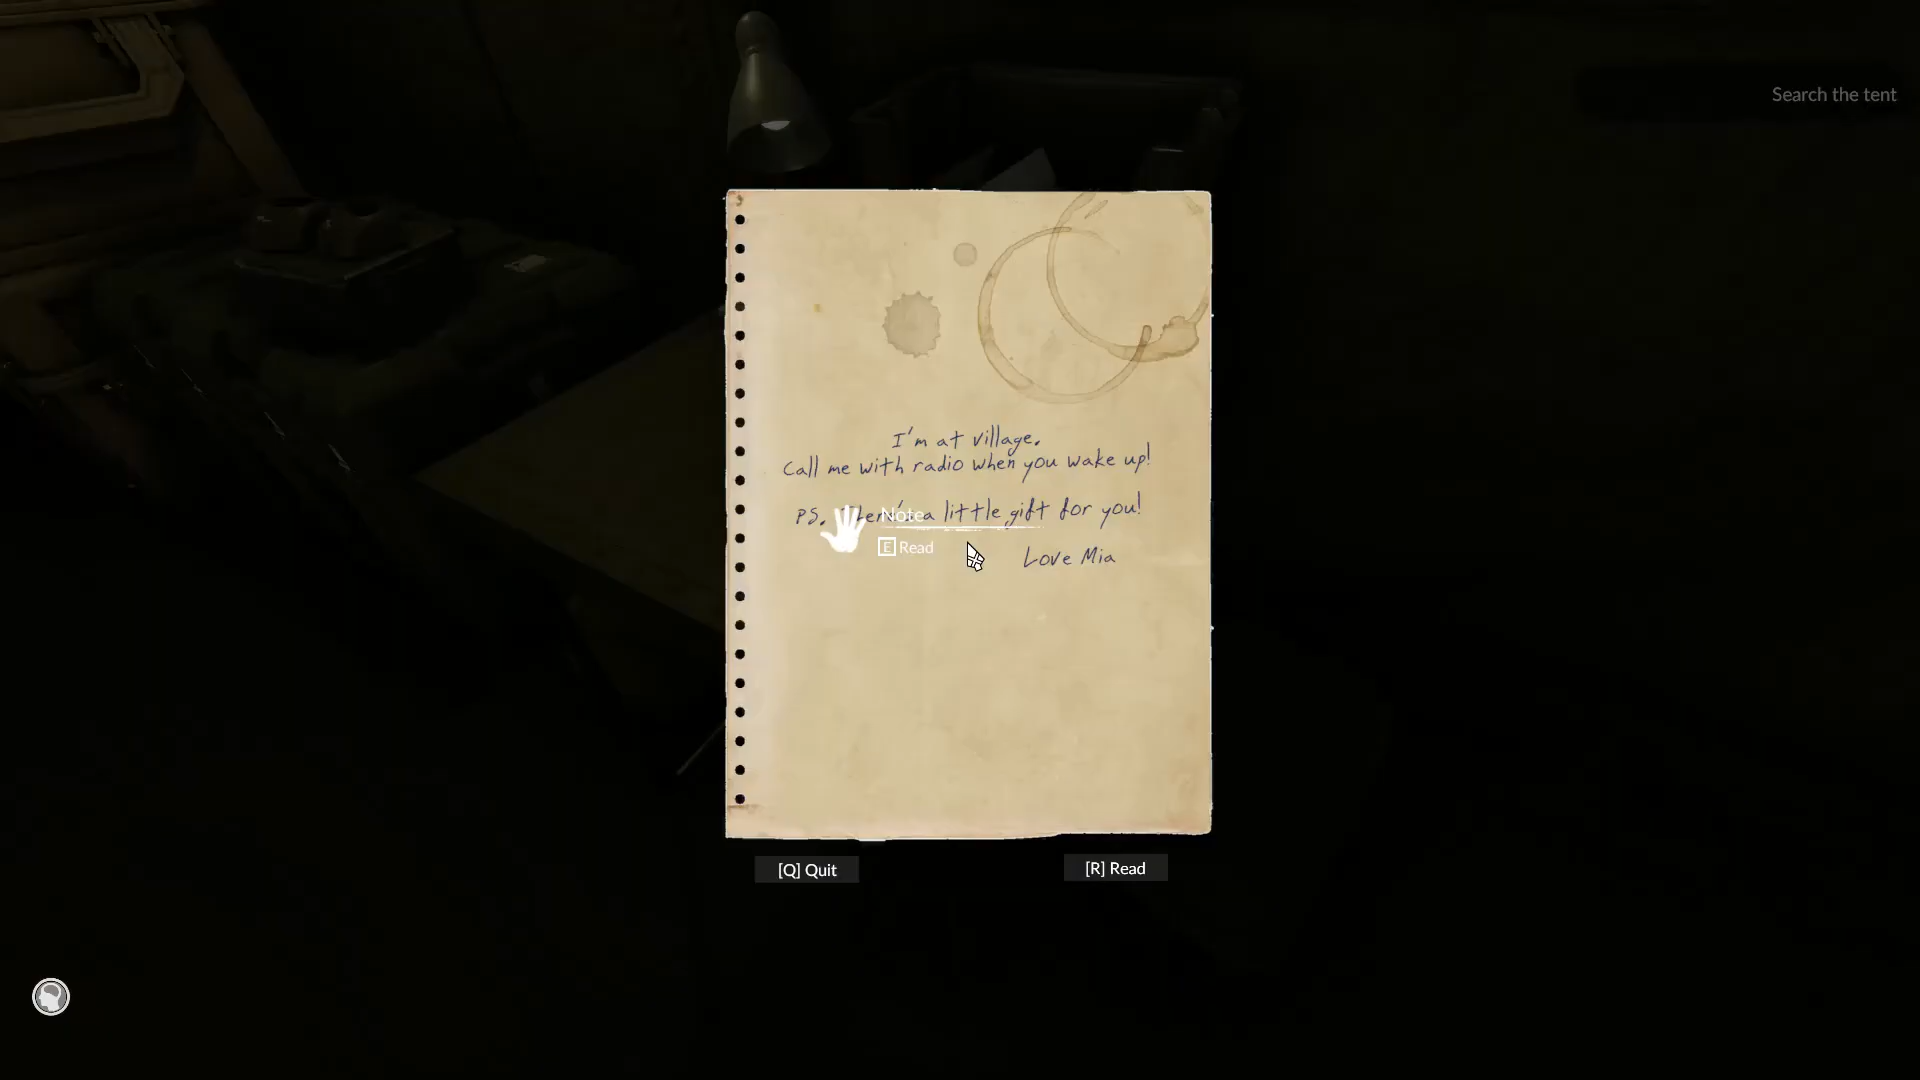 Search the tent
I'm at village.
Call me with radio when you wake up!
PS. a little gift for you!
Note
E Read
Love Mia
[Q] Quit
[R] Read